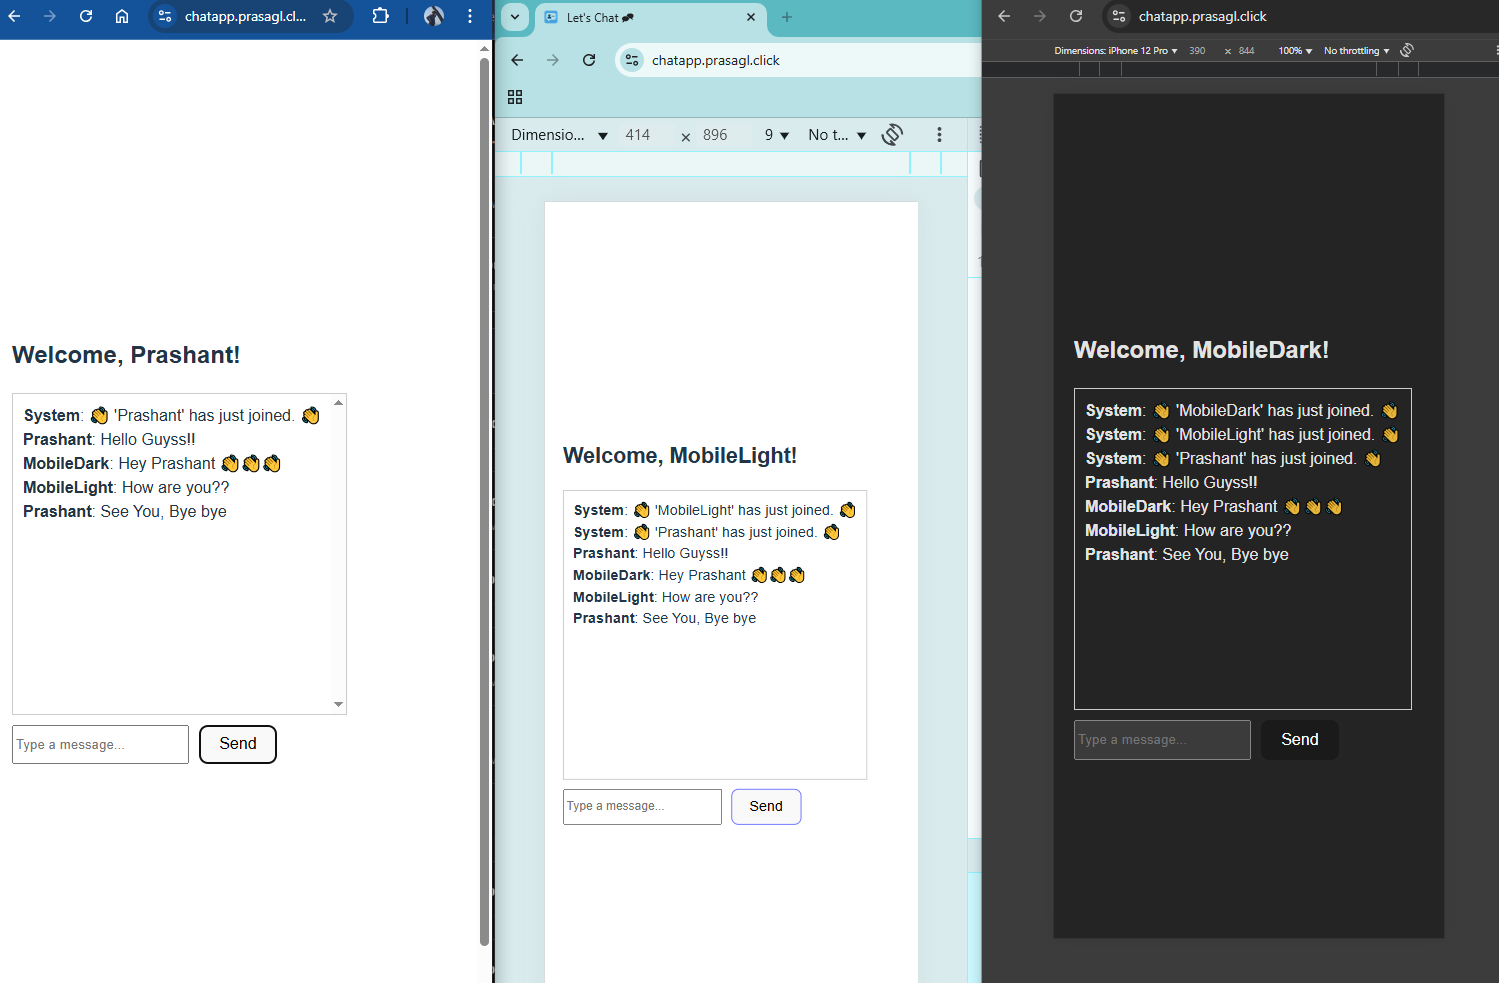 chatapp.prasagl.cl...
Welcome, Prashant!
System: 👏 'Prashant' has just joined. 👏
Prashant: Hello Guyss!!
MobileDark: Hey Prashant 👏👏👏
MobileLight: How are you??
Prashant: See You, Bye bye
Type a message...
Send
Let's Chat
chatapp.prasagl.click
Dimensio... 414 × 896 9 No t...
Welcome, MobileLight!
System: 👏 'MobileLight' has just joined. 👏
System: 👏 'Prashant' has just joined. 👏
Prashant: Hello Guyss!!
MobileDark: Hey Prashant 👏👏👏
MobileLight: How are you??
Prashant: See You, Bye bye
Type a message...
Send
chatapp.prasagl.click
Dimensions: iPhone 12 Pro 390 × 844 100% No throttling
Welcome, MobileDark!
System: 👏 'MobileDark' has just joined. 👏
System: 👏 'MobileLight' has just joined. 👏
System: 👏 'Prashant' has just joined. 👏
Prashant: Hello Guyss!!
MobileDark: Hey Prashant 👏👏👏
MobileLight: How are you??
Prashant: See You, Bye bye
Type a message...
Send